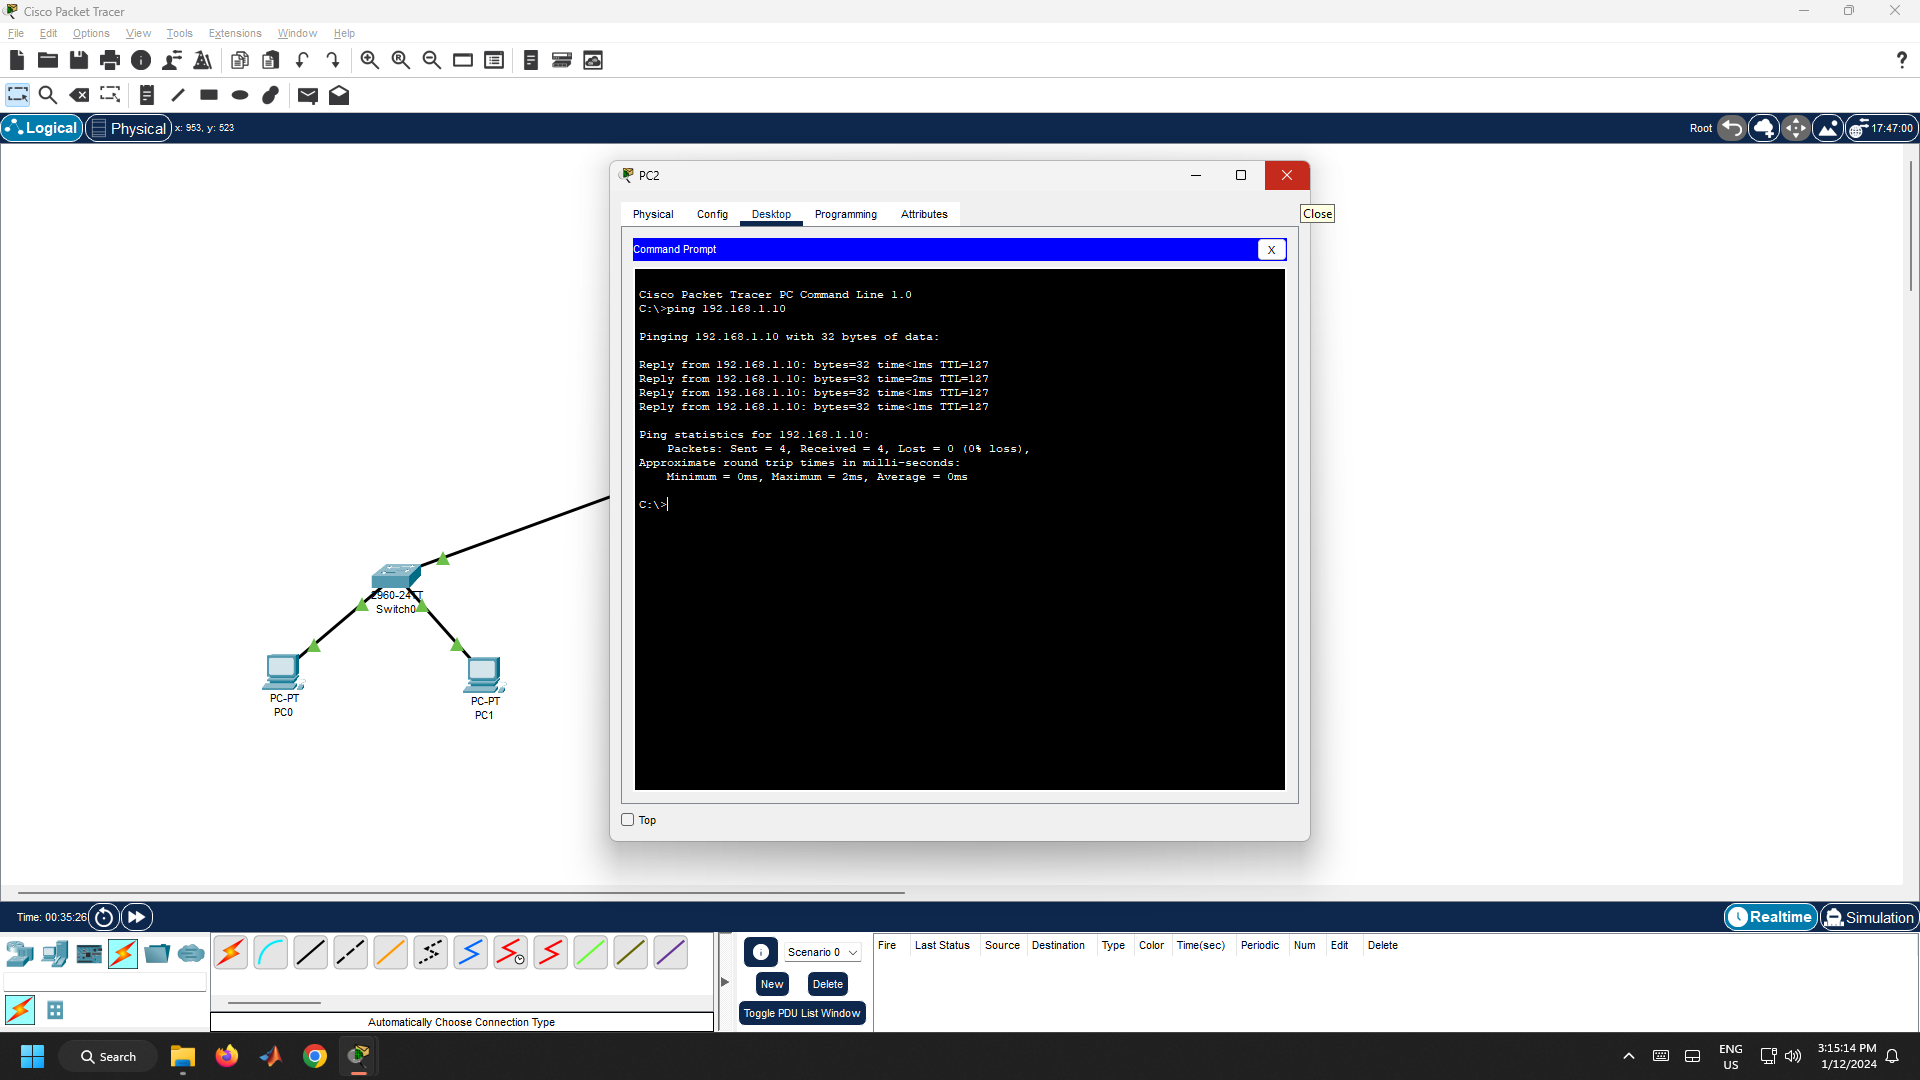 Cisco Packet Tracer
File Edit Options View Tools Extensions Window Help
?
Logical Physical x: 953, y: 523 Root 17:47:00
PC2
Physical Config Desktop Programming Attributes
Close
Command Prompt X
Cisco Packet Tracer PC Command Line 1.0
C:\>ping 192.168.1.10
Pinging 192.168.1.10 with 32 bytes of data:
Reply from 192.168.1.10: bytes=32 time<1ms TTL=127
Reply from 192.168.1.10: bytes=32 time=2ms TTL=127
Reply from 192.168.1.10: bytes=32 time<1ms TTL=127
Reply from 192.168.1.10: bytes=32 time<1ms TTL=127
Ping statistics for 192.168.1.10:
Packets: Sent = 4, Received = 4, Lost = 0 (0% loss),
Approximate round trip times in milli-seconds:
Minimum = 0ms, Maximum = 2ms, Average = 0ms
C:\>
2960-24TT
Switch0
PC-PT
PC0
PC-PT
PC1
Top
Time: 00:35:26 Realtime Simulation
Scenario 0
New Delete
Toggle PDU List Window
Fire Last Status Source Destination Type Color Time(sec) Periodic Num Edit Delete
Automatically Choose Connection Type
Search
ENG
US
3:15:14 PM
1/12/2024